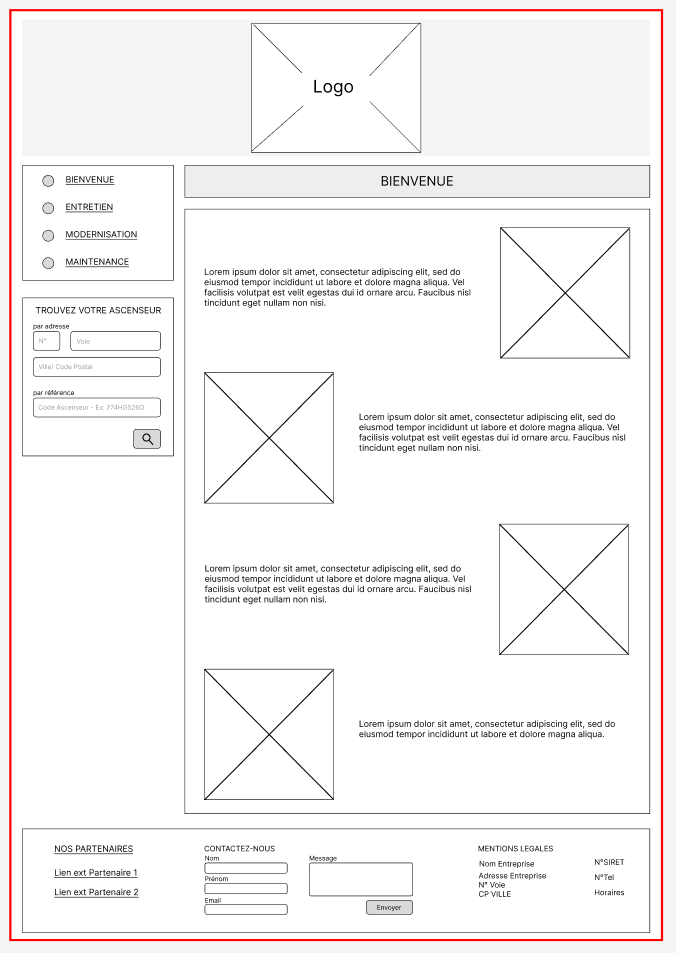 Logo
BIENVENUE
ENTRETIEN
MODERNISATION
MAINTENANCE
TROUVEZ VOTRE ASCENSEUR
par adresse
N°
Voie
Ville/ Code Postal
par référence
Code Ascenseur - Ex: 774HG526O
BIENVENUE
Lorem ipsum dolor sit amet, consectetur adipiscing elit, sed do
eiusmod tempor incididunt ut labore et dolore magna aliqua. Vel
facilisis volutpat est velit egestas dui id ornare arcu. Faucibus nisl
tincidunt eget nullam non nisi.
Lorem ipsum dolor sit amet, consectetur adipiscing elit, sed do
eiusmod tempor incididunt ut labore et dolore magna aliqua. Vel
facilisis volutpat est velit egestas dui id ornare arcu. Faucibus nisl
tincidunt eget nullam non nisi.
Lorem ipsum dolor sit amet, consectetur adipiscing elit, sed do
eiusmod tempor incididunt ut labore et dolore magna aliqua. Vel
facilisis volutpat est velit egestas dui id ornare arcu. Faucibus nisl
tincidunt eget nullam non nisi.
Lorem ipsum dolor sit amet, consectetur adipiscing elit, sed do
eiusmod tempor incididunt ut labore et dolore magna aliqua.
NOS PARTENAIRES
Lien ext Partenaire 1
Lien ext Partenaire 2
CONTACTEZ-NOUS
Nom
Prénom
Email
Message
Envoyer
MENTIONS LEGALES
Nom Entreprise
Adresse Entreprise
N° Voie
CP VILLE
N°SIRET
N°Tel
Horaires